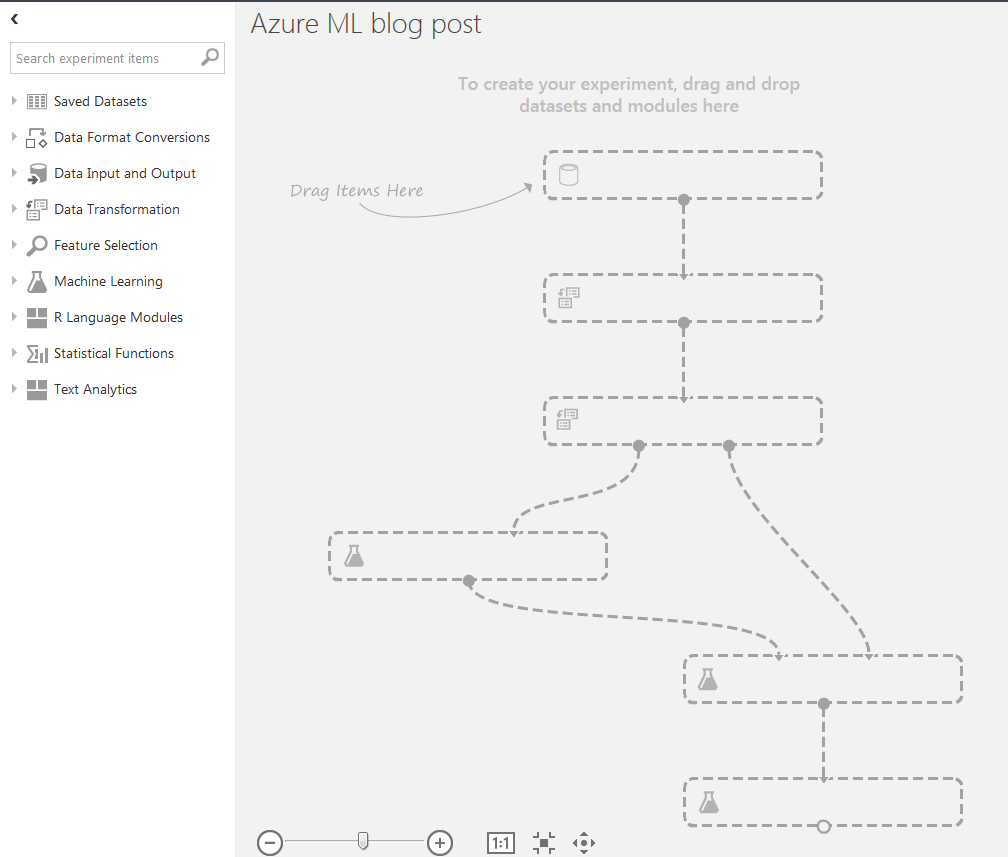 Azure ML blog post
Search experiment items
Saved Datasets
Data Format Conversions
Data Input and Output
Data Transformation
Feature Selection
Machine Learning
R Language Modules
Statistical Functions
Text Analytics
To create your experiment, drag and drop
datasets and modules here
Drag Items Here
1:1